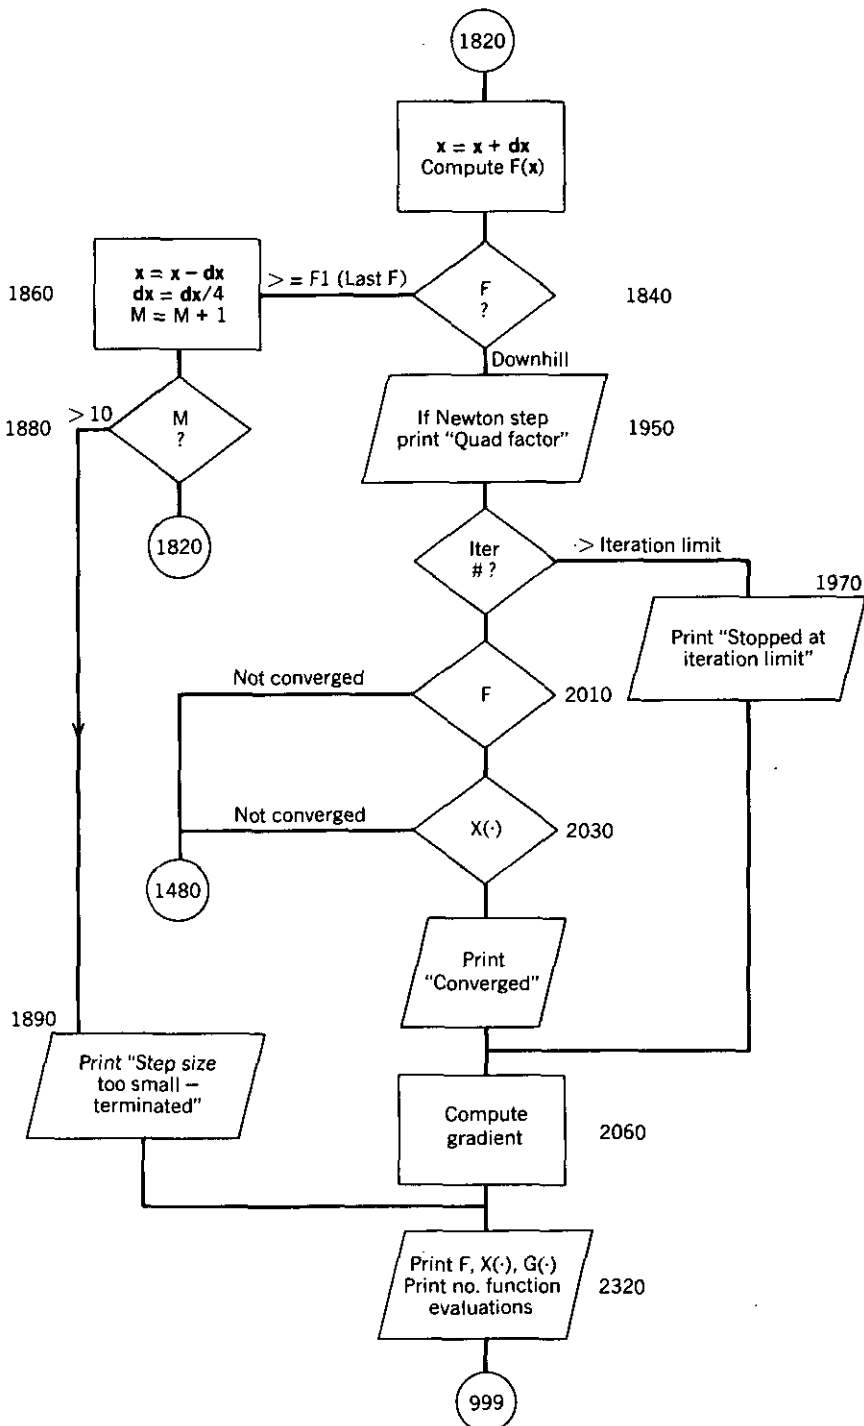 1820
x = x + dx
Compute F(x)
1860
x = x – dx
dx = dx/4
M = M + 1
> = F1 (Last F)
F
?
1840
Downhill
1880
> 10
M
?
If Newton step
print "Quad factor"
1950
1820
Iter
# ?
> Iteration limit
1970
Print "Stopped at
iteration limit"
Not converged
F
2010
Not converged
X(·)
2030
1480
Print
"Converged"
1890
Print "Step size
too small –
terminated"
Compute
gradient
2060
Print F, X(·), G(·)
Print no. function
evaluations
2320
999